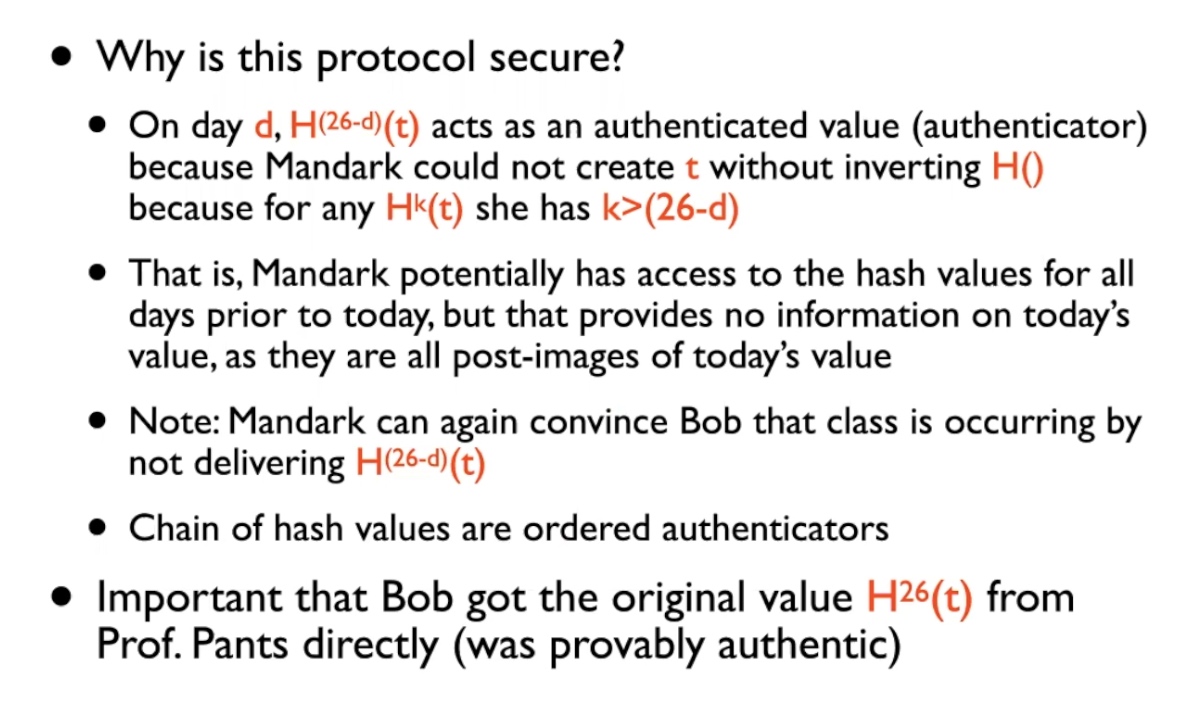 • Why is this protocol secure?
• On day d, H(26-d)(t) acts as an authenticated value (authenticator)
because Mandark could not create t without inverting H()
because for any Hk(t) she has k>(26-d)
• That is, Mandark potentially has access to the hash values for all
days prior to today, but that provides no information on today's
value, as they are all post-images of today's value
• Note: Mandark can again convince Bob that class is occurring by
not delivering H(26-d)(t)
• Chain of hash values are ordered authenticators
• Important that Bob got the original value H26(t) from
Prof. Pants directly (was provably authentic)